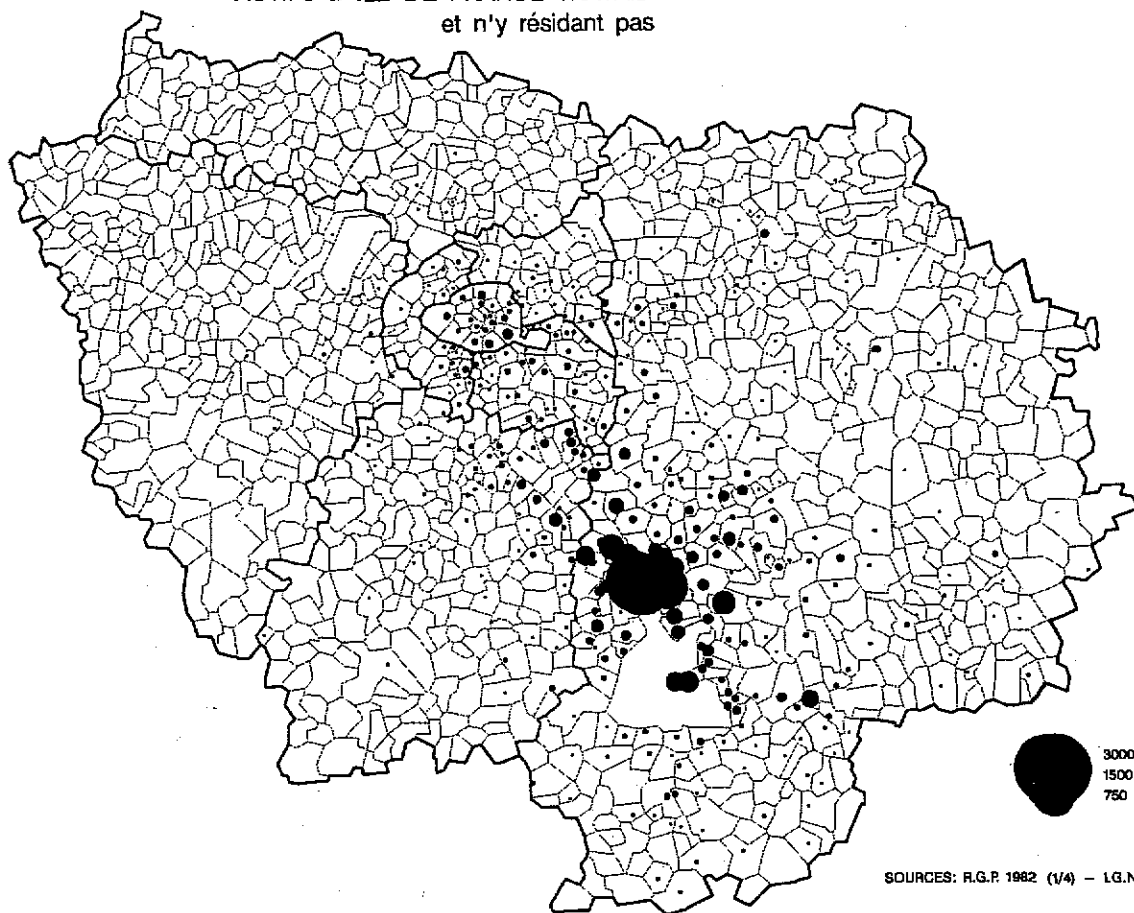 et n'y résidant pas
3000
1500
750
SOURCES: R.G.P. 1982 (1/4) – I.G.N.